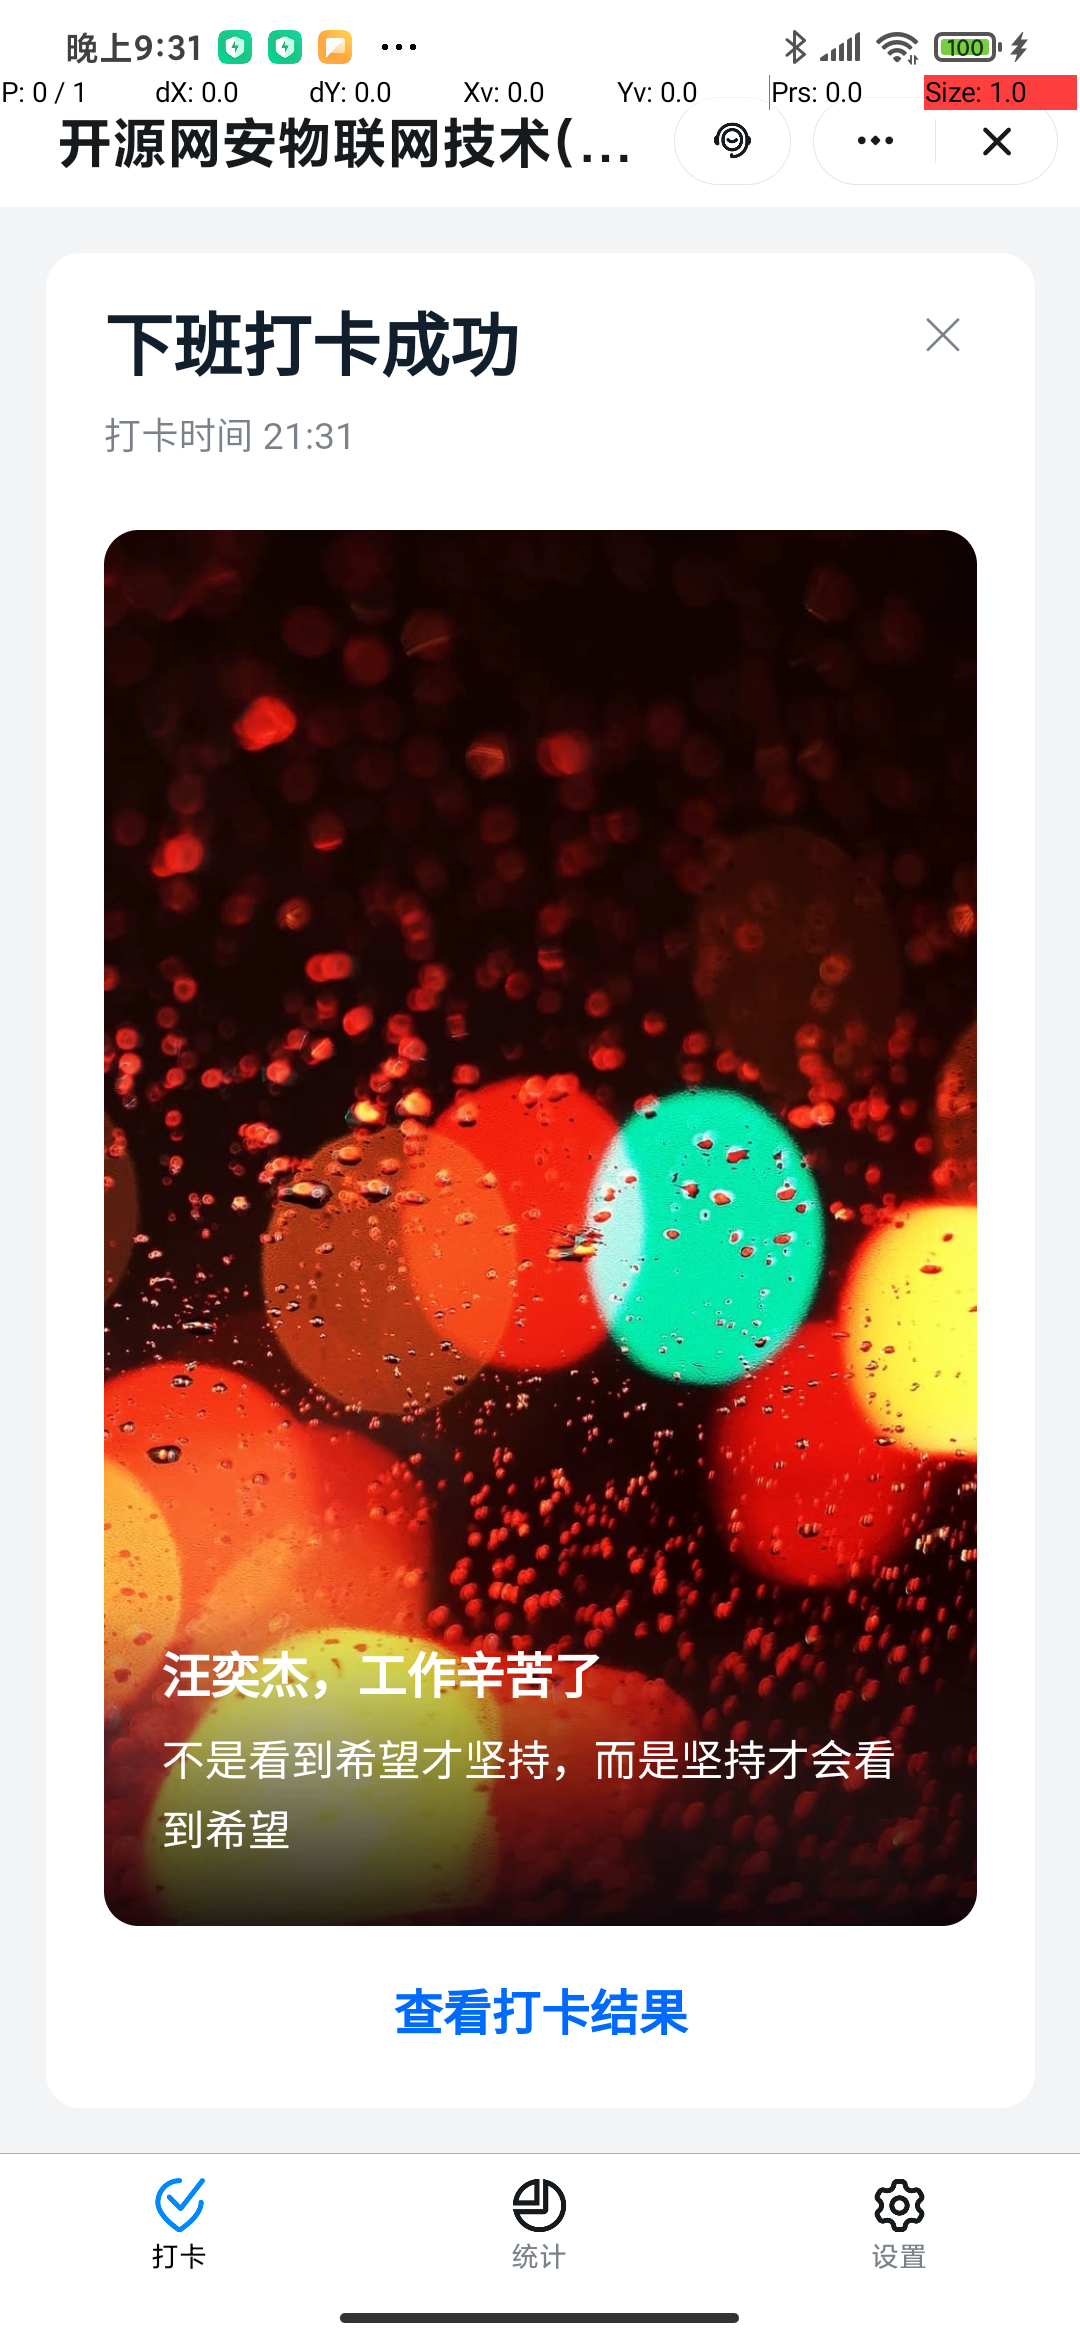 晚上9:31
100
P: 0 / 1 dX: 0.0 dY: 0.0 Xv: 0.0 Yv: 0.0 Prs: 0.0 Size: 1.0
开源网安物联网技术(...
下班打卡成功
打卡时间 21:31
汪奕杰，工作辛苦了
不是看到希望才坚持，而是坚持才会看
到希望
查看打卡结果
打卡 统计 设置